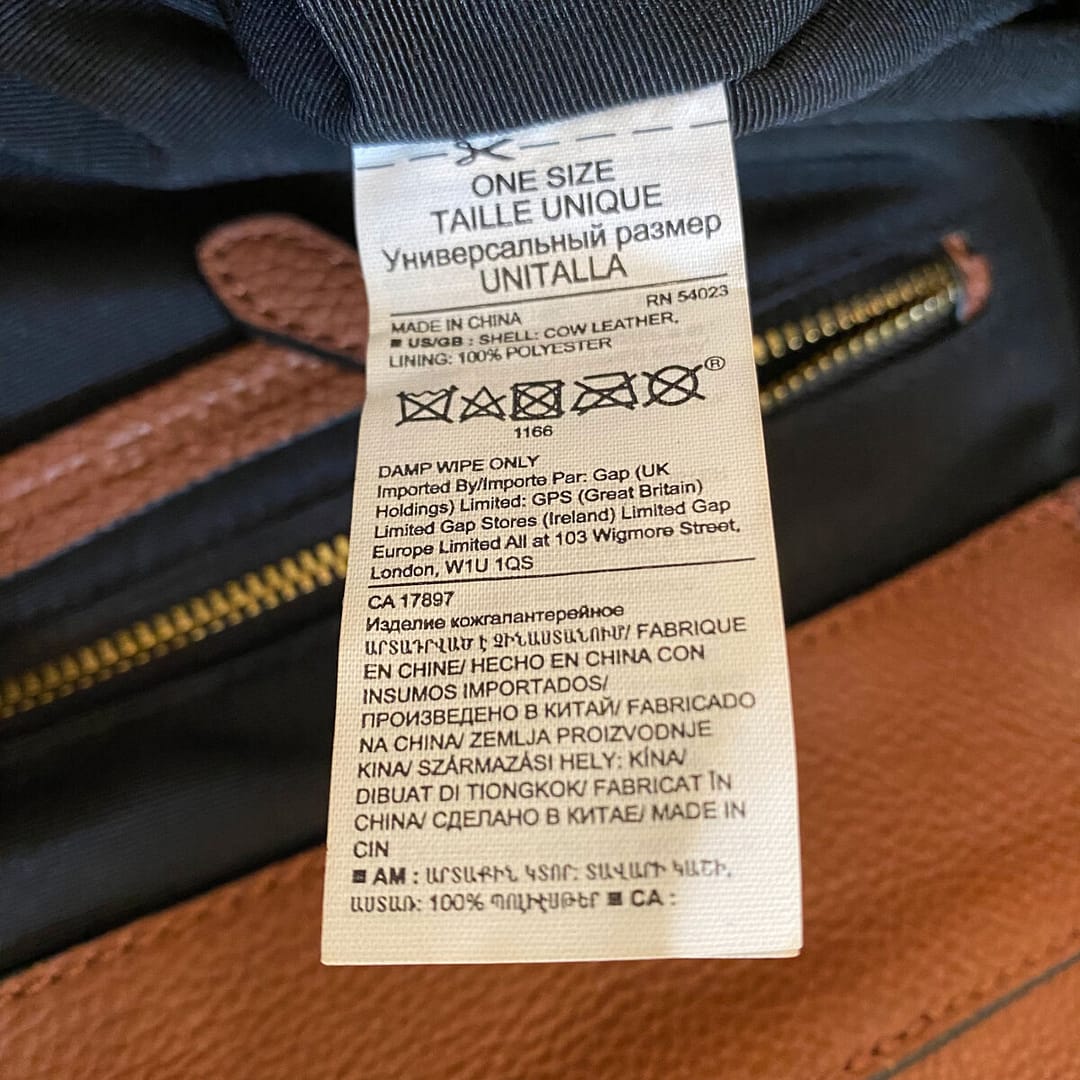 ONE SIZE
TAILLE UNIQUE
Универсальный размер
UNITALLA
RN 54023
MADE IN CHINA
■ US/GB : SHELL: COW LEATHER,
LINING: 100% POLYESTER
®
1166
DAMP WIPE ONLY
Imported By/Importe Par: Gap (UK
Holdings) Limited: GPS (Great Britain)
Limited Gap Stores (Ireland) Limited Gap
Europe Limited All at 103 Wigmore Street,
London, W1U 1QS
CA 17897
Изделие кожгалантерейное
ԱՐՏԱԴՐՎԱԾ Է ՉԻՆԱՍՏԱՆՈՒՄ/ FABRIQUE
EN CHINE/ HECHO EN CHINA CON
INSUMOS IMPORTADOS/
ПРОИЗВЕДЕНО В КИТАЙ/ FABRICADO
NA CHINA/ ZEMLJA PROIZVODNJE
KINA/ SZÁRMAZÁSI HELY: KÍNA/
DIBUAT DI TIONGKOK/ FABRICAT ÎN
CHINA/ СДЕЛАНО В КИТАЕ/ MADE IN
CIN
■ AM : ԱՐՏԱՔԻՆ ԿՏՈՐ: ՏԱՎԱՐԻ ԿԱՇԻ,
ԱՍՏԱՌ: 100% ՊՈԼԻԷՍԹԵՐ ■ CA :